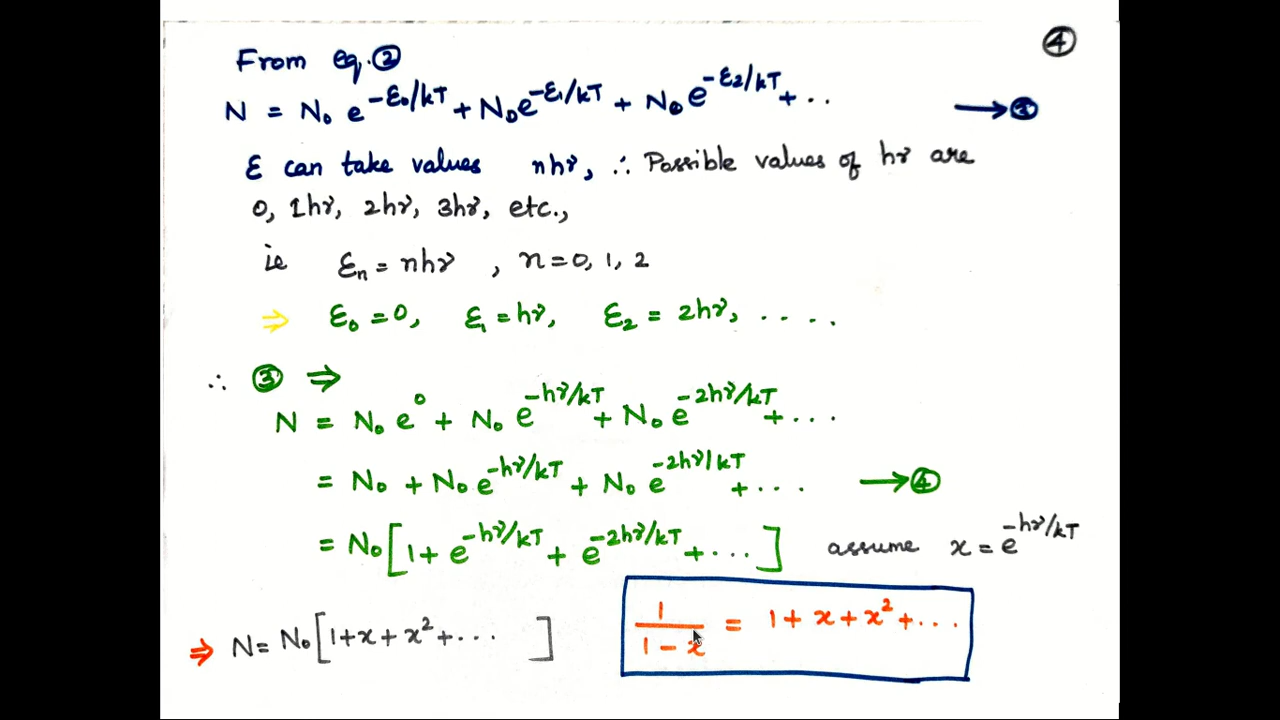 ④
From eq.②
N = N₀ e^{-ε₀/kT} + N₀ e^{-ε₁/kT} + N₀ e^{-ε₂/kT} + .. → ③
ε can take values nhν, ∴ Possible values of hν are
0, 1hν, 2hν, 3hν, etc.,
ie εₙ = nhν , n = 0, 1, 2
⇒ ε₀ = 0, ε₁ = hν, ε₂ = 2hν, ....
∴ ③ ⇒
N = N₀ e⁰ + N₀ e^{-hν/kT} + N₀ e^{-2hν/kT} + ...
= N₀ + N₀ e^{-hν/kT} + N₀ e^{-2hν/kT} + ... → ④
= N₀ [1 + e^{-hν/kT} + e^{-2hν/kT} + ...] assume x = e^{-hν/kT}
⇒ N = N₀ [1 + x + x² + ... ]
1/(1 - x) = 1 + x + x² + ...